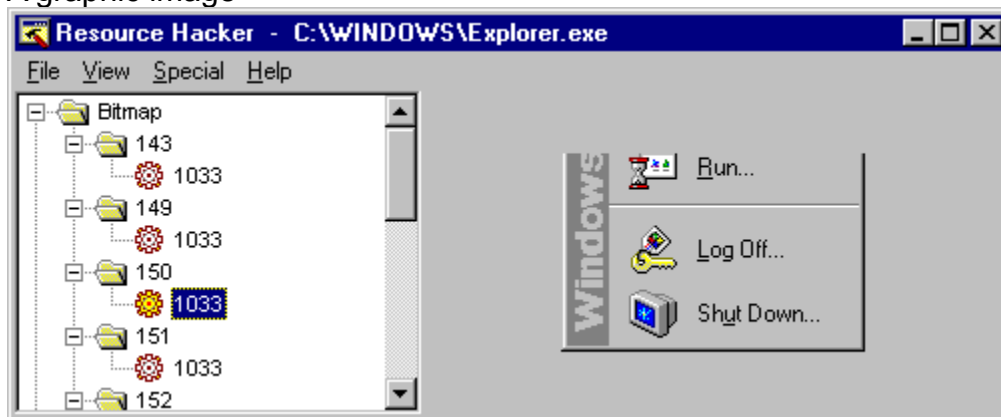 A graphic image
Resource Hacker - C:\WINDOWS\Explorer.exe
File View Special Help
Bitmap
143
1033
149
1033
150
1033
151
1033
152
Windows
Run...
Log Off...
Shut Down...